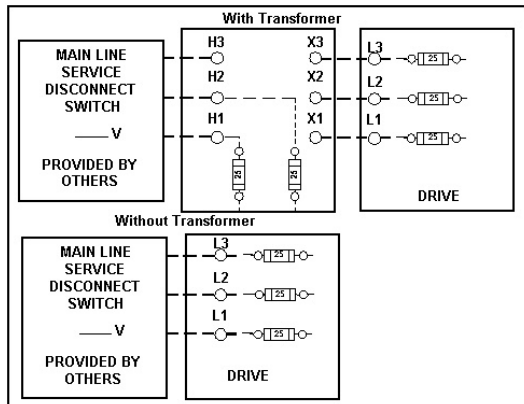 With Transformer
MAIN LINE
SERVICE
DISCONNECT
SWITCH
____ V
PROVIDED BY
OTHERS
H3
H2
H1
25
25
X3
X2
X1
L3
L2
L1
25
25
25
DRIVE
Without Transformer
MAIN LINE
SERVICE
DISCONNECT
SWITCH
____ V
PROVIDED BY
OTHERS
L3
L2
L1
25
25
25
DRIVE